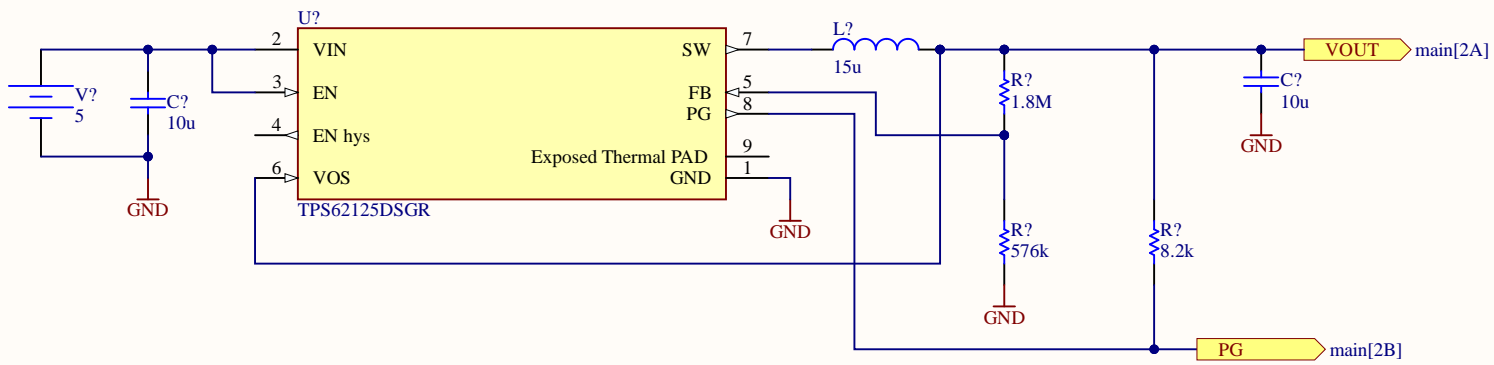 U?
2 VIN SW 7
3 EN FB 5
PG 8
4 EN hys
Exposed Thermal PAD 9
6 VOS GND 1
TPS62125DSGR
V?
5
C?
10u
GND
GND
L?
15u
R?
1.8M
R?
576k
GND
R?
8.2k
C?
10u
GND
VOUT main[2A]
PG main[2B]